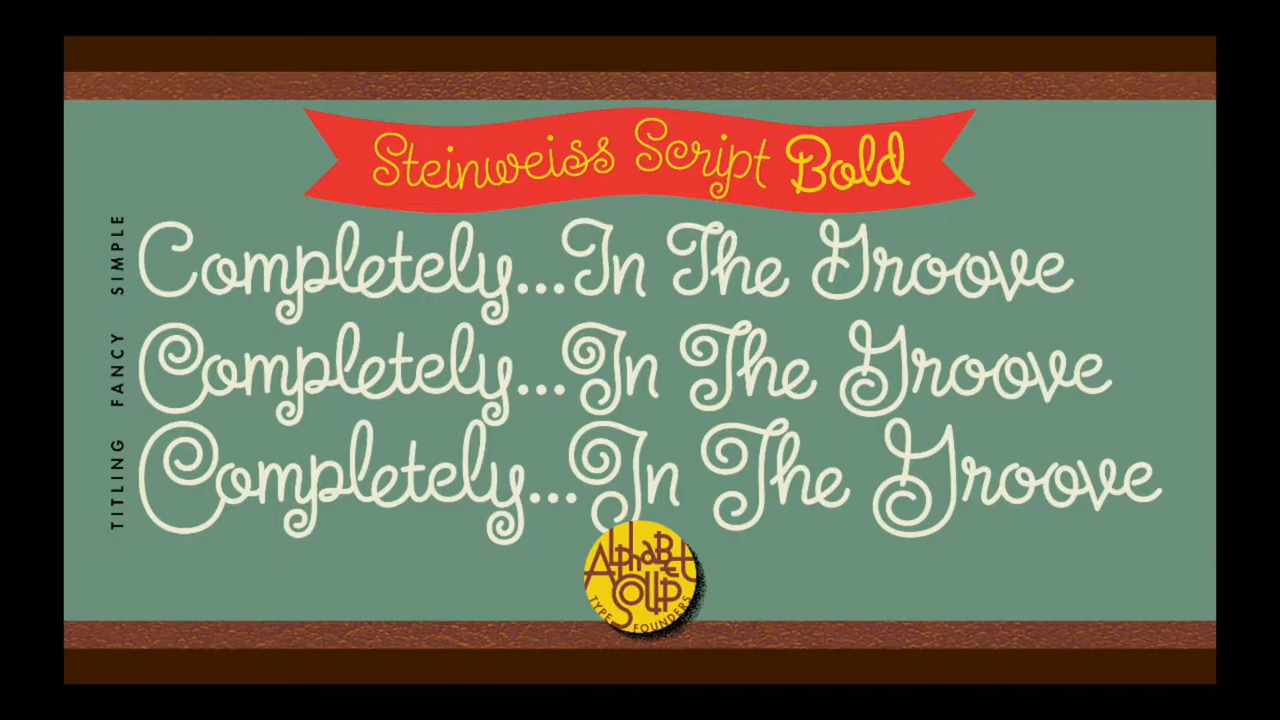 Steinweiss Script Bold
SIMPLE
Completely...In The Groove
FANCY
Completely...In The Groove
TITLING
Completely...In The Groove
ALPHABET
SOUP
TYPE FOUNDERS